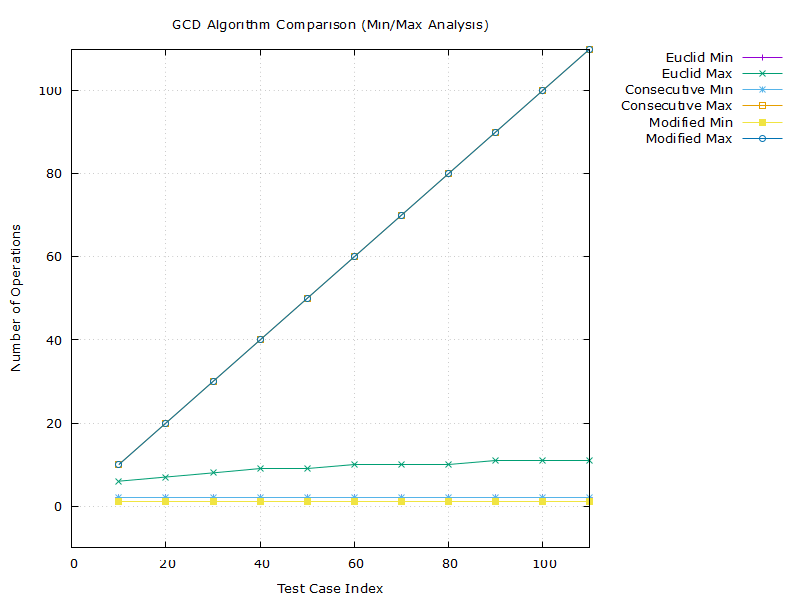 GCD Algorithm Comparison (Min/Max Analysis)
Euclid Min
Euclid Max
Consecutive Min
Consecutive Max
Modified Min
Modified Max
Number of Operations
100
80
60
40
20
0
0 20 40 60 80 100
Test Case Index